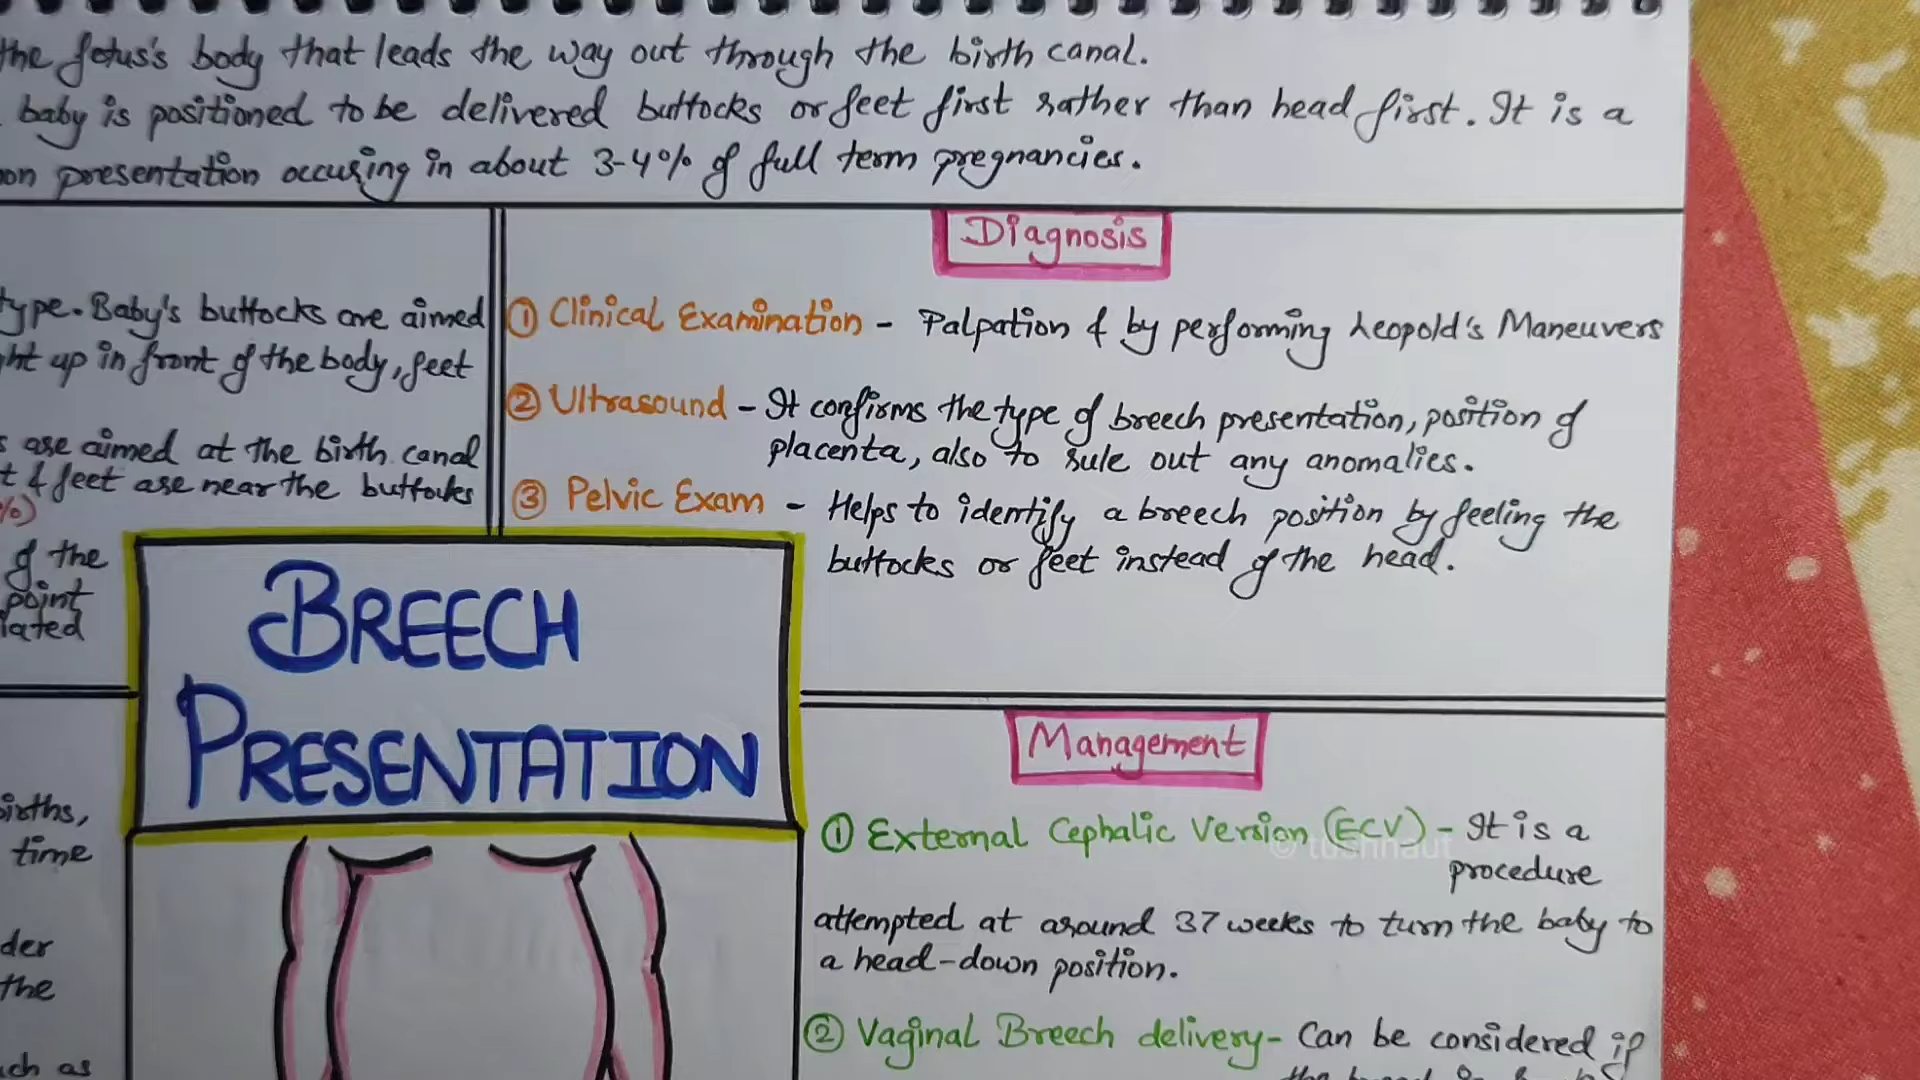 the fetus's body that leads the way out through the birth canal.
baby is positioned to be delivered buttocks or feet first rather than head first. It is a
on presentation occuring in about 3-4% of full term pregnancies.
type. Baby's buttocks are aimed
ht up in front of the body, feet
s are aimed at the birth canal
t & feet are near the buttocks
%)
of the
point
lated
Diagnosis
① Clinical Examination - Palpation & by performing Leopold's Maneuvers
② Ultrasound - It confirms the type of breech presentation, position of
placenta, also to rule out any anomalies.
③ Pelvic Exam - Helps to identify a breech position by feeling the
buttocks or feet instead of the head.
BREECH
PRESENTATION
births,
time
der
the
ch as
Management
① External Cephalic Version (ECV) - It is a
procedure
attempted at around 37 weeks to turn the baby to
a head-down position.
② Vaginal Breech delivery - Can be considered if